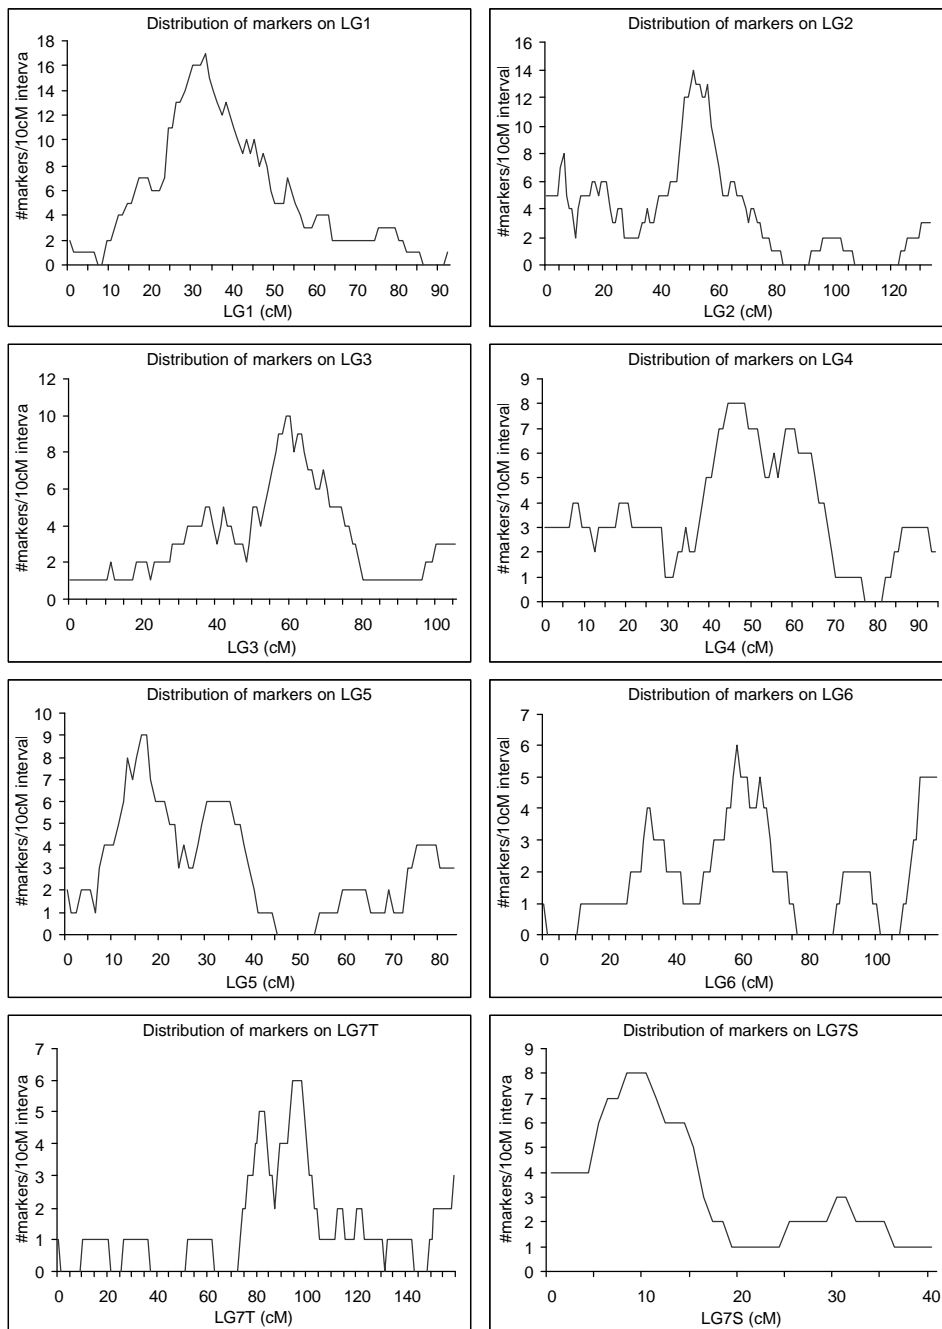 Distribution of markers on LG1
#markers/10cM interva
18
16
14
12
10
8
6
4
2
0
0 10 20 30 40 50 60 70 80 90
LG1 (cM)
Distribution of markers on LG2
#markers/10cM interval
16
14
12
10
8
6
4
2
0
0 20 40 60 80 100 120
LG2 (cM)
Distribution of markers on LG3
#markers/10cM interva
12
10
8
6
4
2
0
0 20 40 60 80 100
LG3 (cM)
Distribution of markers on LG4
#markers/10cM interval
9
8
7
6
5
4
3
2
1
0
0 10 20 30 40 50 60 70 80 90
LG4 (cM)
Distribution of markers on LG5
#markers/10cM interval
10
9
8
7
6
5
4
3
2
1
0
0 10 20 30 40 50 60 70 80
LG5 (cM)
Distribution of markers on LG6
#markers/10cM interval
7
6
5
4
3
2
1
0
0 20 40 60 80 100
LG6 (cM)
Distribution of markers on LG7T
#markers/10cM interva
7
6
5
4
3
2
1
0
0 20 40 60 80 100 120 140
LG7T (cM)
Distribution of markers on LG7S
#markers/10cM interva
9
8
7
6
5
4
3
2
1
0
0 10 20 30 40
LG7S (cM)